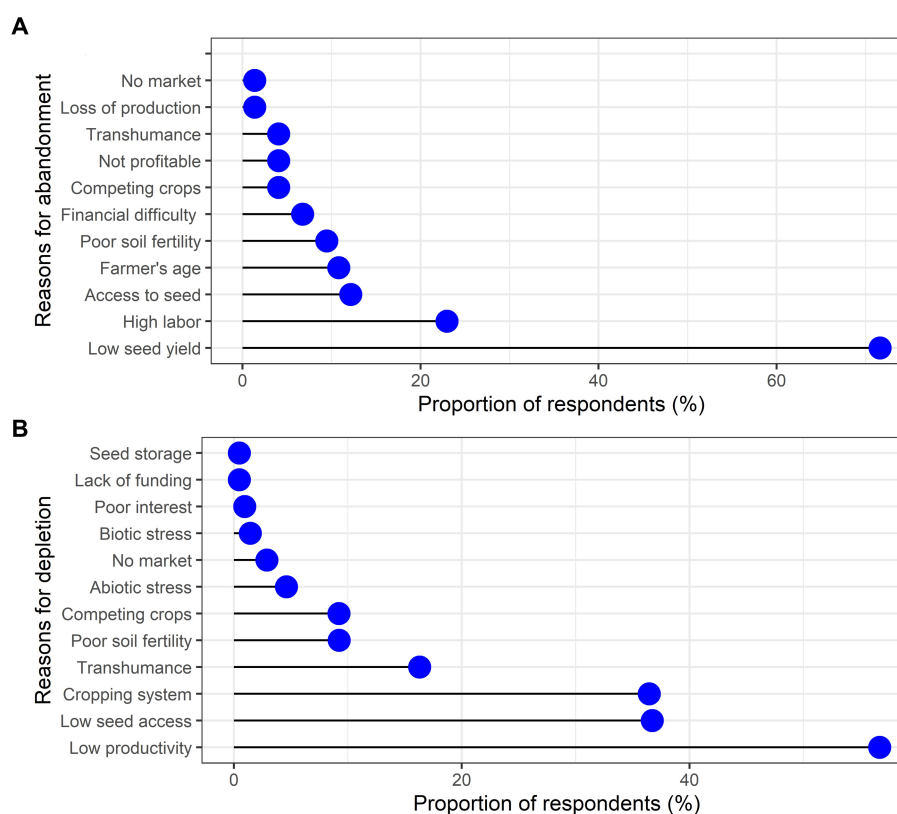 A
Reasons for abandonment
No market
Loss of production
Transhumance
Not profitable
Competing crops
Financial difficulty
Poor soil fertility
Farmer's age
Access to seed
High labor
Low seed yield
0 20 40 60
Proportion of respondents (%)
B
Reasons for depletion
Seed storage
Lack of funding
Poor interest
Biotic stress
No market
Abiotic stress
Competing crops
Poor soil fertility
Transhumance
Cropping system
Low seed access
Low productivity
0 20 40
Proportion of respondents (%)